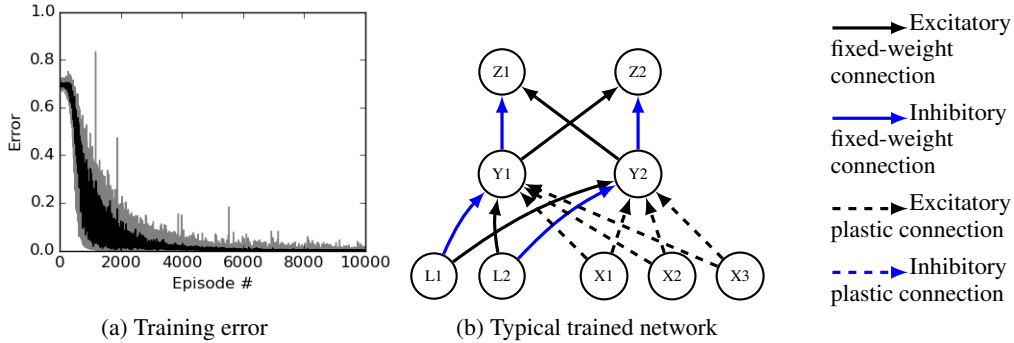 1.0
0.8
0.6
0.4
0.2
0.0
Error
0 2000 4000 6000 8000 10000
Episode #
(a) Training error
Z1 Z2
Y1 Y2
L1 L2 X1 X2 X3
(b) Typical trained network
Excitatory
fixed-weight
connection
Inhibitory
fixed-weight
connection
Excitatory
plastic connection
Inhibitory
plastic connection